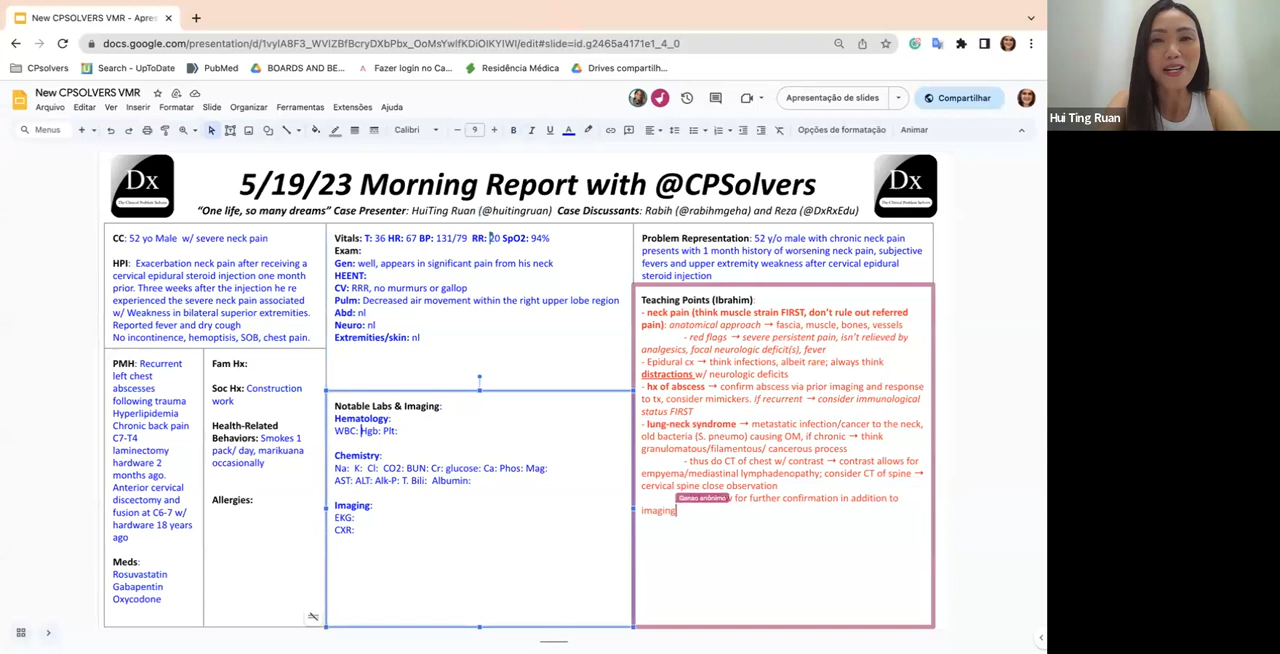 New CPSOLVERS VMR - Apres
docs.google.com/presentation/d/1vylA8F3_WVlZBfBcryDXbPbx_OoMsYwlfKDiOlKYIWI/edit#slide=id.g2465a4171e1_4_0
CPsolvers
Search - UpToDate
PubMed
BOARDS AND BE...
Fazer login no Ca...
Residência Médica
Drives compartilh...
New CPSOLVERS VMR
Arquivo Editar Ver Inserir Formatar Slide Organizar Ferramentas Extensões Ajuda
Apresentação de slides
Compartilhar
Menus
Calibri
9
Opções de formatação
Animar
Hui Ting Ruan
Dx
The Clinical Problem Solvers
5/19/23 Morning Report with @CPSolvers
"One life, so many dreams" Case Presenter: HuiTing Ruan (@huitingruan) Case Discussants: Rabih (@rabihmgeha) and Reza (@DxRxEdu)
Dx
The Clinical Problem Solvers
CC: 52 yo Male w/ severe neck pain
HPI: Exacerbation neck pain after receiving a
cervical epidural steroid injection one month
prior. Three weeks after the injection he re
experienced the severe neck pain associated
w/ Weakness in bilateral superior extremities.
Reported fever and dry cough
No incontinence, hemoptisis, SOB, chest pain.
PMH: Recurrent
left chest
abscesses
following trauma
Hyperlipidemia
Chronic back pain
C7-T4
laminectomy
hardware 2
months ago.
Anterior cervical
discectomy and
fusion at C6-7 w/
hardware 18 years
ago
Meds:
Rosuvastatin
Gabapentin
Oxycodone
Fam Hx:
Soc Hx: Construction
work
Health-Related
Behaviors: Smokes 1
pack/ day, marikuana
occasionally
Allergies:
Vitals: T: 36 HR: 67 BP: 131/79 RR: 20 SpO2: 94%
Exam:
Gen: well, appears in significant pain from his
neck
HEENT:
CV: RRR, no murmurs or gallop
Pulm: Decreased air movement within the right upper lobe region
Abd: nl
Neuro: nl
Extremities/skin: nl
Notable Labs & Imaging:
Hematology:
WBC: Hgb: Plt:
Chemistry:
Na: K: Cl: CO2: BUN: Cr: glucose: Ca: Phos: Mag:
AST: ALT: Alk-P: T. Bili: Albumin:
Imaging:
EKG:
CXR:
Problem Representation: 52 y/o male with chronic neck pain
presents with 1 month history of worsening neck pain, subjective
fevers and upper extremity weakness after cervical epidural
steroid injection
Teaching Points (Ibrahim):
- neck pain (think muscle strain FIRST, don't rule out referred
pain): anatomical approach → fascia, muscle, bones, vessels
- red flags → severe persistent pain, isn't relieved by
analgesics, focal neurologic deficit(s), fever
- Epidural cx → think infections, albeit rare; always think
distractions w/ neurologic deficits
- hx of abscess → confirm abscess via prior imaging and response
to tx, consider mimickers. If recurrent → consider immunological
status FIRST
- lung-neck syndrome → metastatic infection/cancer to the neck,
old bacteria (S. pneumo) causing OM, if chronic → think
granulomatous/filamentous/ cancerous process
- thus do CT of chest w/ contrast → contrast allows for
empyema/mediastinal lymphadenopathy; consider CT of spine →
cervical spine close observation
Ganso anônimo
for further confirmation in addition to
imaging